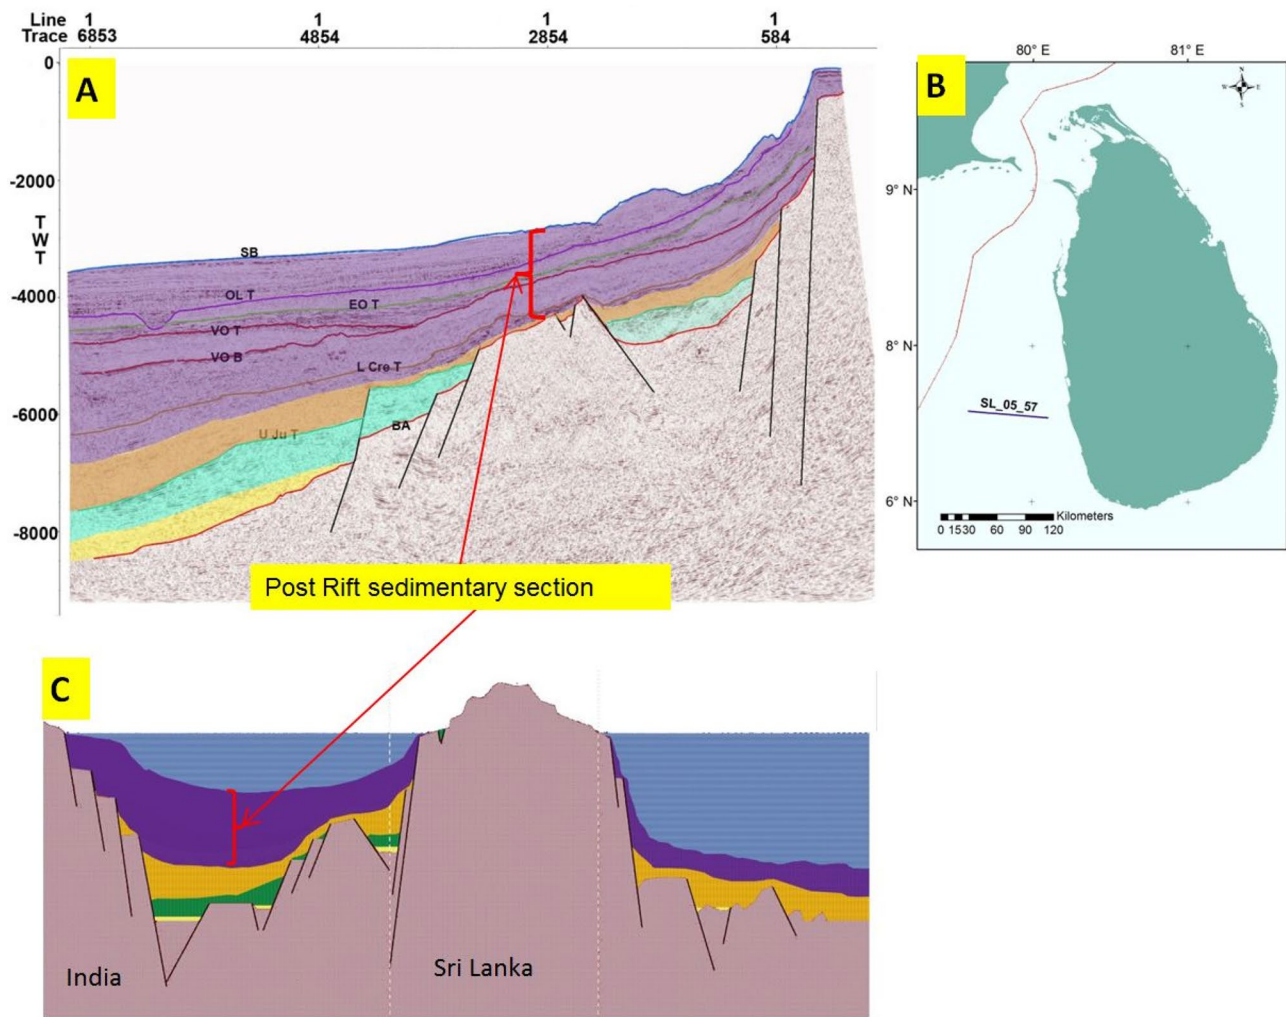 Line 1 1 1 1
Trace 6853 4854 2854 584
A
0
-2000
-4000
-6000
-8000
T
W
T
SB
OL T
EO T
VO T
VO B
L Cre T
U Ju T
BA
Post Rift sedimentary section
B
80° E 81° E
N
W E
S
9° N
8° N
7° N
6° N
SL_05_57
Kilometers
0 15 30 60 90 120
C
India
Sri Lanka